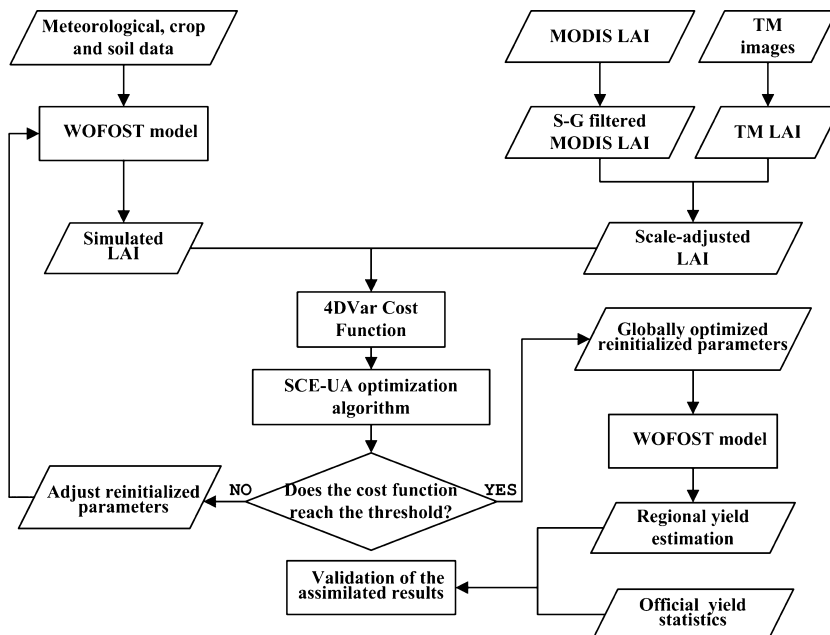 Meteorological, crop
and soil data
MODIS LAI
TM
images
WOFOST model
S-G filtered
MODIS LAI
TM LAI
Simulated
LAI
Scale-adjusted
LAI
4DVar Cost
Function
Globally optimized
reinitialized parameters
SCE-UA optimization
algorithm
WOFOST model
NO
Does the cost function
reach the threshold?
YES
Adjust reinitialized
parameters
Regional yield
estimation
Validation of the
assimilated results
Official yield
statistics